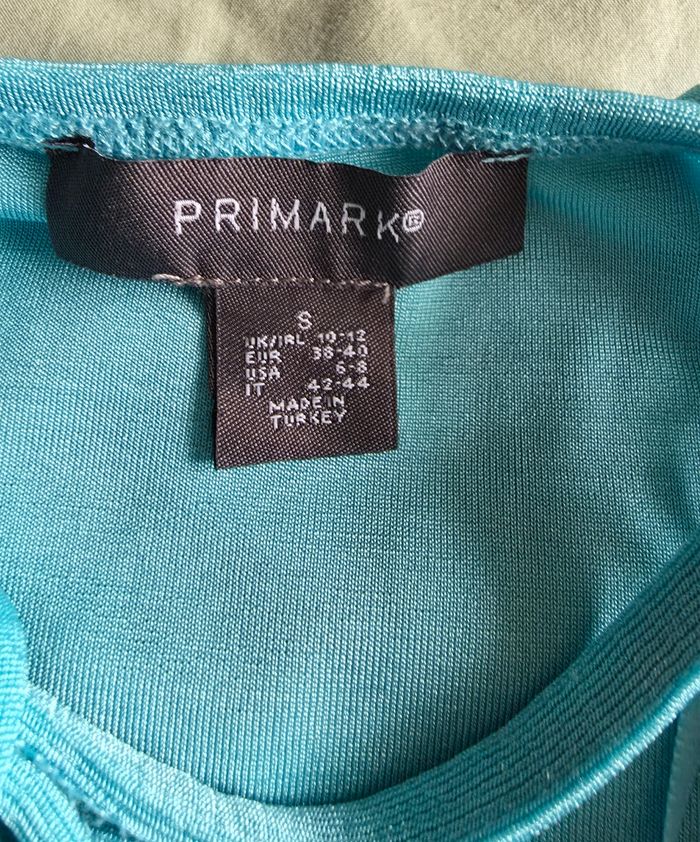 PRIMARK®
S
UK/IRL 10-12
EUR 38-40
USA 6-8
IT 42-44
MADE IN
TURKEY